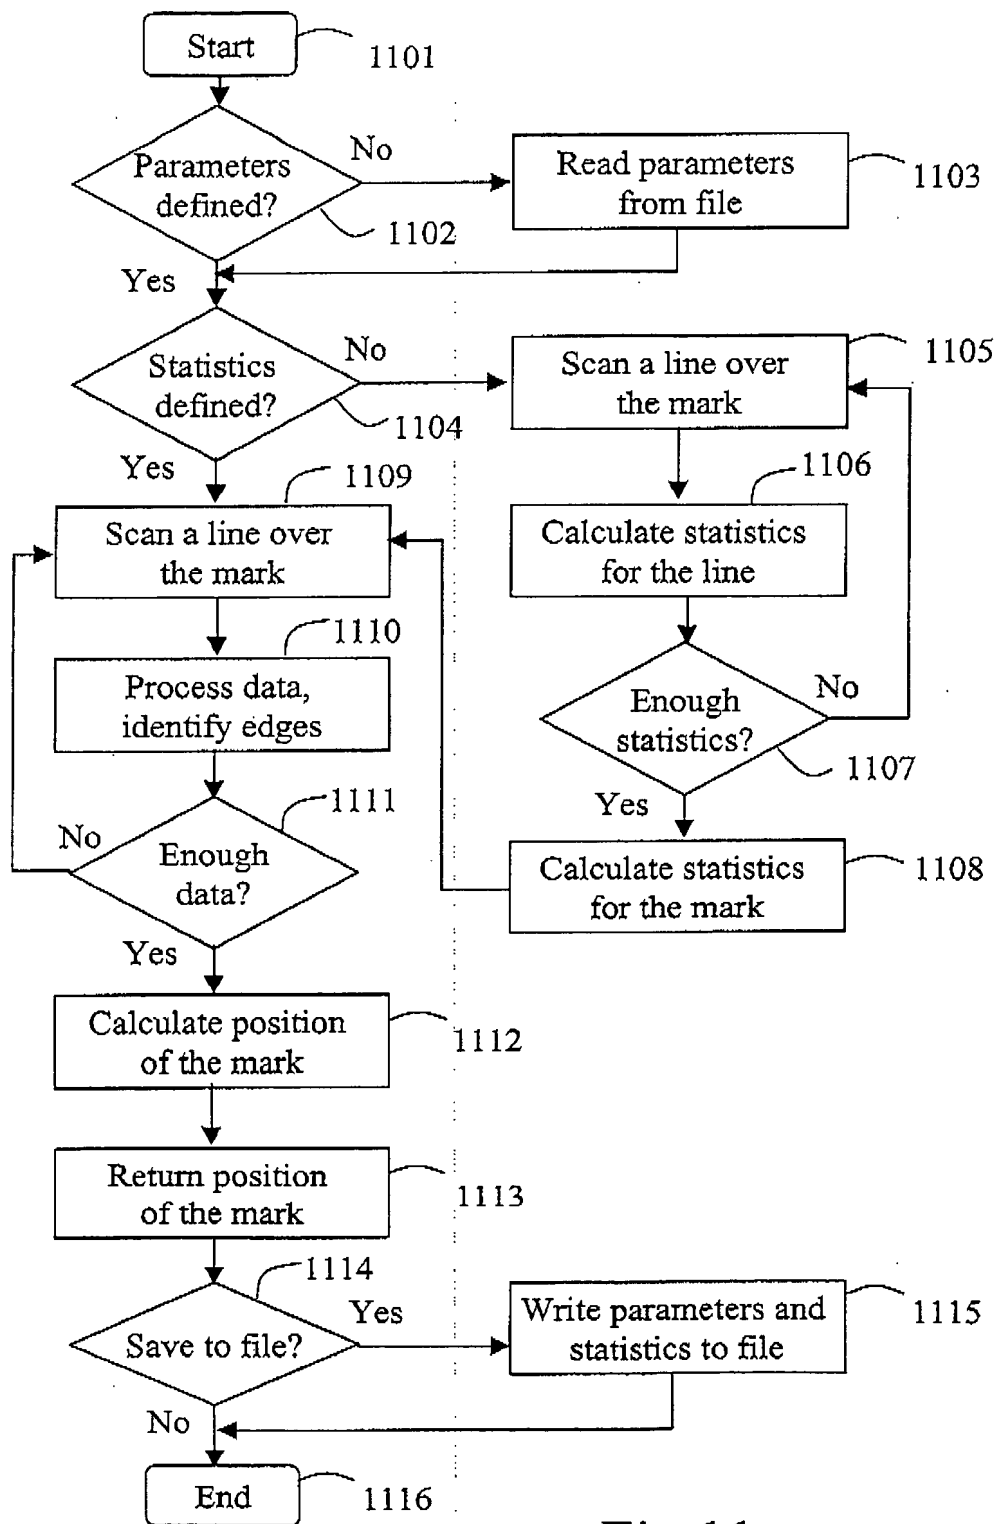 Start
1101
Parameters
defined?
No
1102
Read parameters
from file
1103
Yes
Statistics
defined?
No
1104
Scan a line over
the mark
1105
Yes
1109
Scan a line over
the mark
1106
Calculate statistics
for the line
1110
Process data,
identify edges
Enough
statistics?
No
1107
Yes
1111
No
Enough
data?
Calculate statistics
for the mark
1108
Yes
Calculate position
of the mark
1112
Return position
of the mark
1113
1114
Save to file?
Yes
Write parameters and
statistics to file
1115
No
End
1116